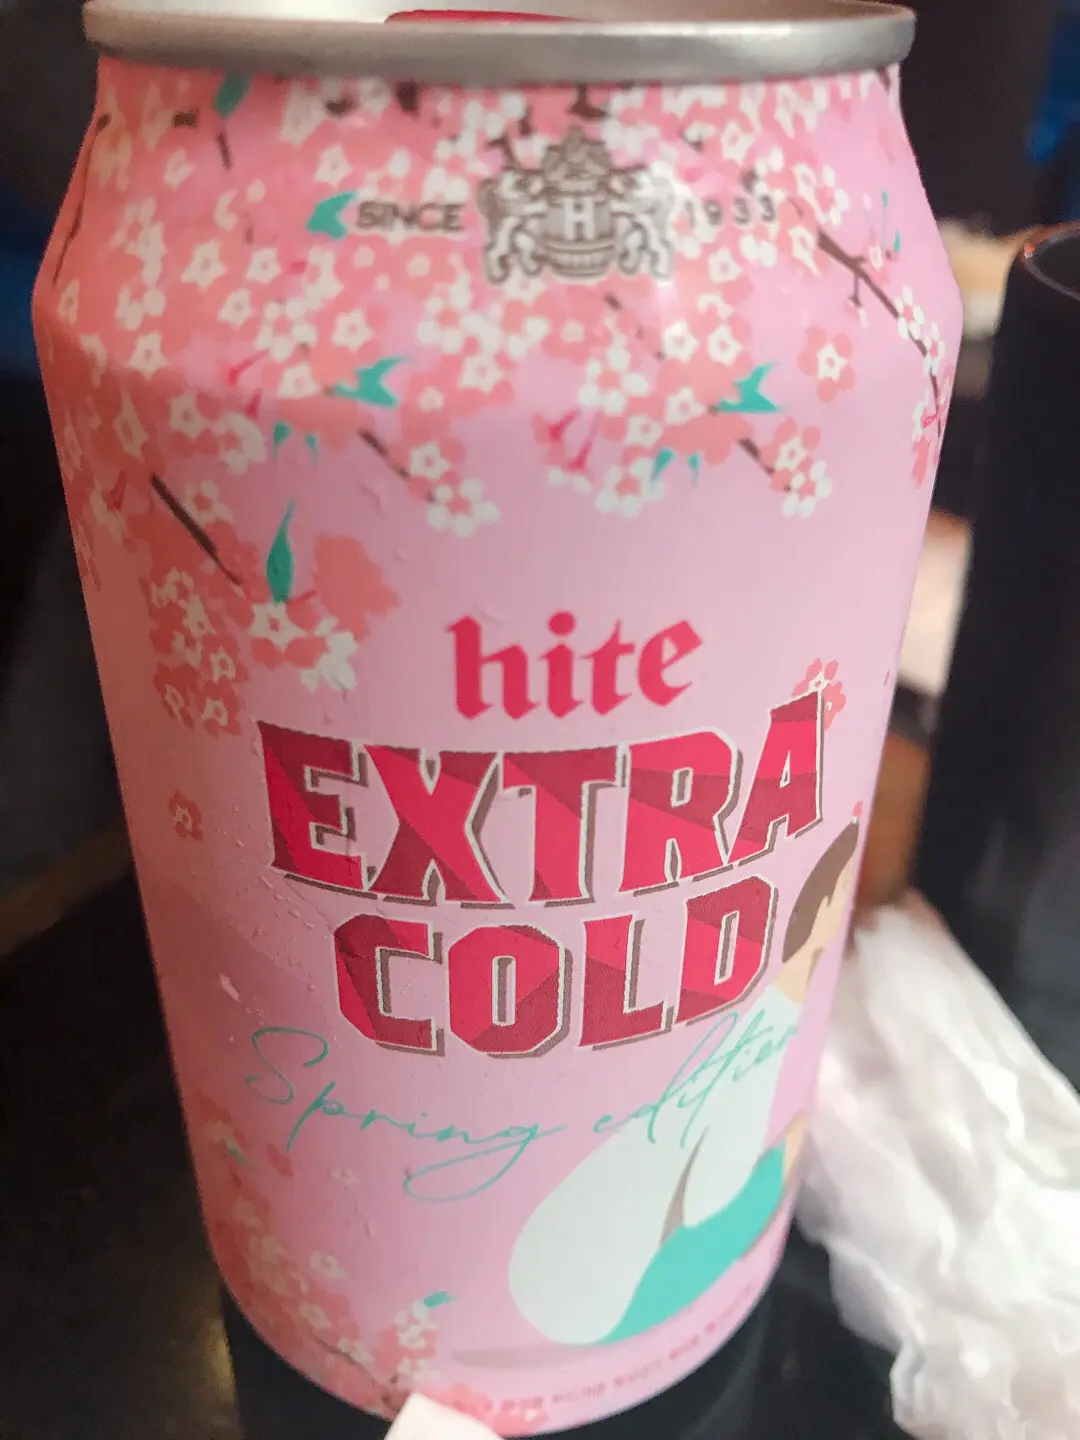 SINCE H 1933
hite
EXTRA
COLD
Spring edition